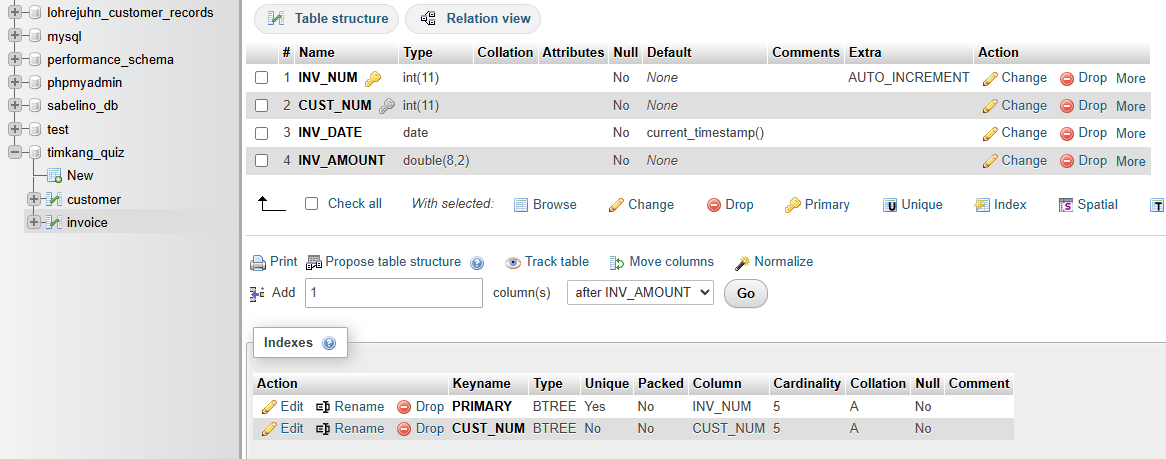 lohrejuhn_customer_records
mysql
performance_schema
phpmyadmin
sabelino_db
test
timkang_quiz
New
customer
invoice
Table structure Relation view
# Name Type Collation Attributes Null Default Comments Extra Action
1 INV_NUM int(11) No None AUTO_INCREMENT Change Drop More
2 CUST_NUM int(11) No None Change Drop More
3 INV_DATE date No current_timestamp() Change Drop More
4 INV_AMOUNT double(8,2) No None Change Drop More
Check all With selected: Browse Change Drop Primary U Unique Index S Spatial T
Print Propose table structure Track table Move columns Normalize
Add 1 column(s) after INV_AMOUNT Go
Indexes
Action Keyname Type Unique Packed Column Cardinality Collation Null Comment
Edit Rename Drop PRIMARY BTREE Yes No INV_NUM 5 A No
Edit Rename Drop CUST_NUM BTREE No No CUST_NUM 5 A No